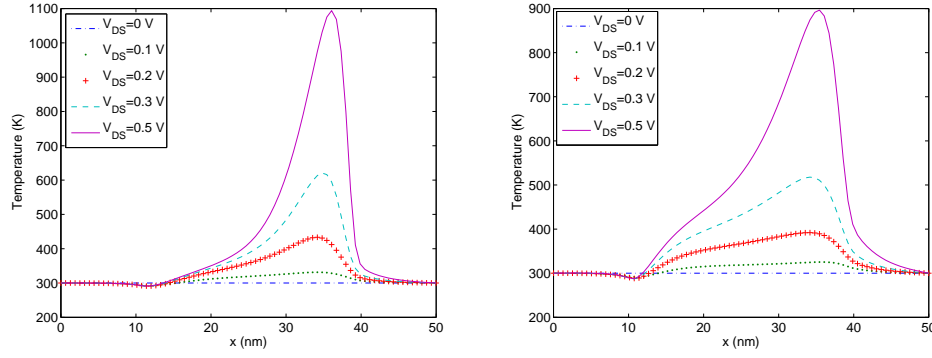 1100
1000
900
800
700
600
500
400
300
200
0
10
20
30
40
50
x (nm)
Temperature (K)
V_DS=0 V
V_DS=0.1 V
V_DS=0.2 V
V_DS=0.3 V
V_DS=0.5 V
900
800
700
600
500
400
300
200
0
10
20
30
40
50
x (nm)
Temperature (K)
V_DS=0 V
V_DS=0.1 V
V_DS=0.2 V
V_DS=0.3 V
V_DS=0.5 V